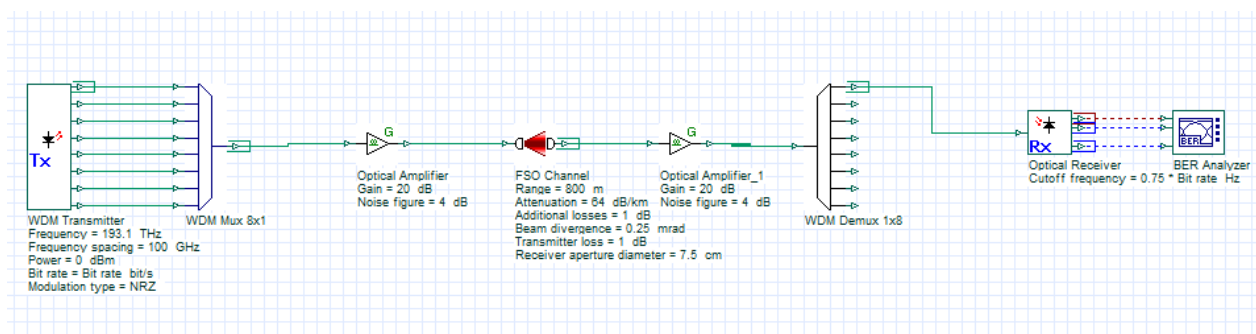 Tx
WDM Transmitter
Frequency = 193.1 THz
Frequency spacing = 100 GHz
Power = 0 dBm
Bit rate = Bit rate bit/s
Modulation type = NRZ
WDM Mux 8x1
G
Optical Amplifier
Gain = 20 dB
Noise figure = 4 dB
FSO Channel
Range = 800 m
Attenuation = 64 dB/km
Additional losses = 1 dB
Beam divergence = 0.25 mrad
Transmitter loss = 1 dB
Receiver aperture diameter = 7.5 cm
G
Optical Amplifier_1
Gain = 20 dB
Noise figure = 4 dB
WDM Demux 1x8
Rx
Optical Receiver
Cutoff frequency = 0.75 * Bit rate Hz
BER
BER Analyzer